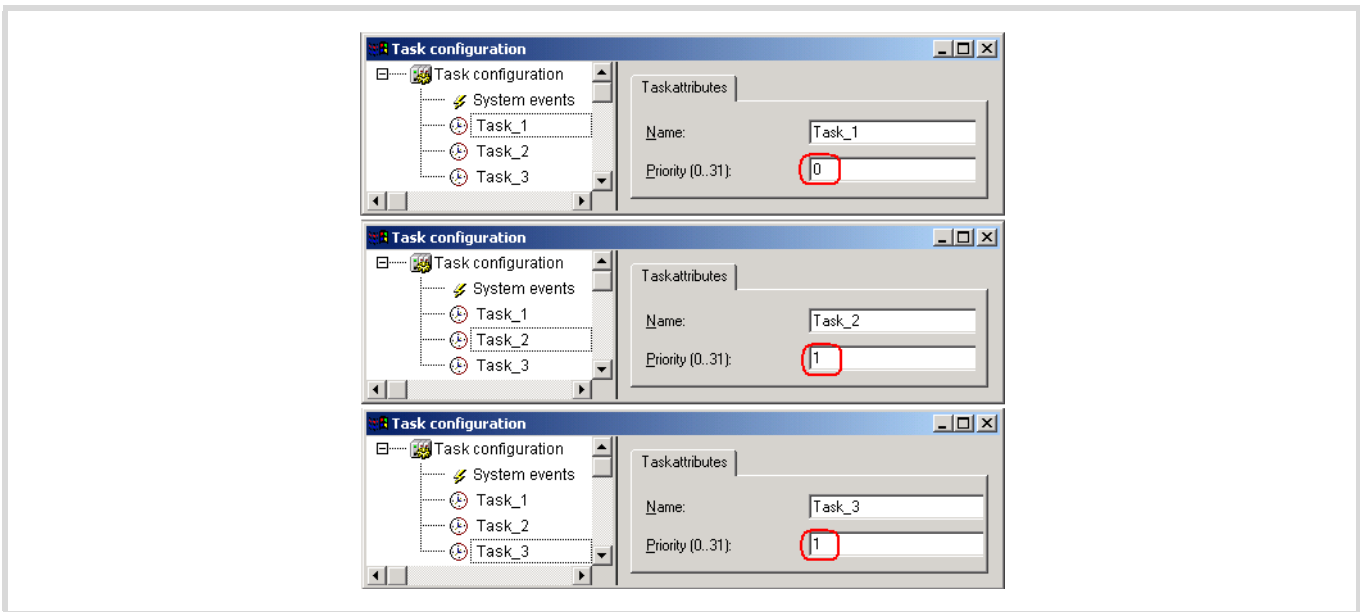 Task configuration
Task configuration
System events
Task_1
Task_2
Task_3
Taskattributes
Name: Task_1
Priority (0..31): 0
Task configuration
Task configuration
System events
Task_1
Task_2
Task_3
Taskattributes
Name: Task_2
Priority (0..31): 1
Task configuration
Task configuration
System events
Task_1
Task_2
Task_3
Taskattributes
Name: Task_3
Priority (0..31): 1